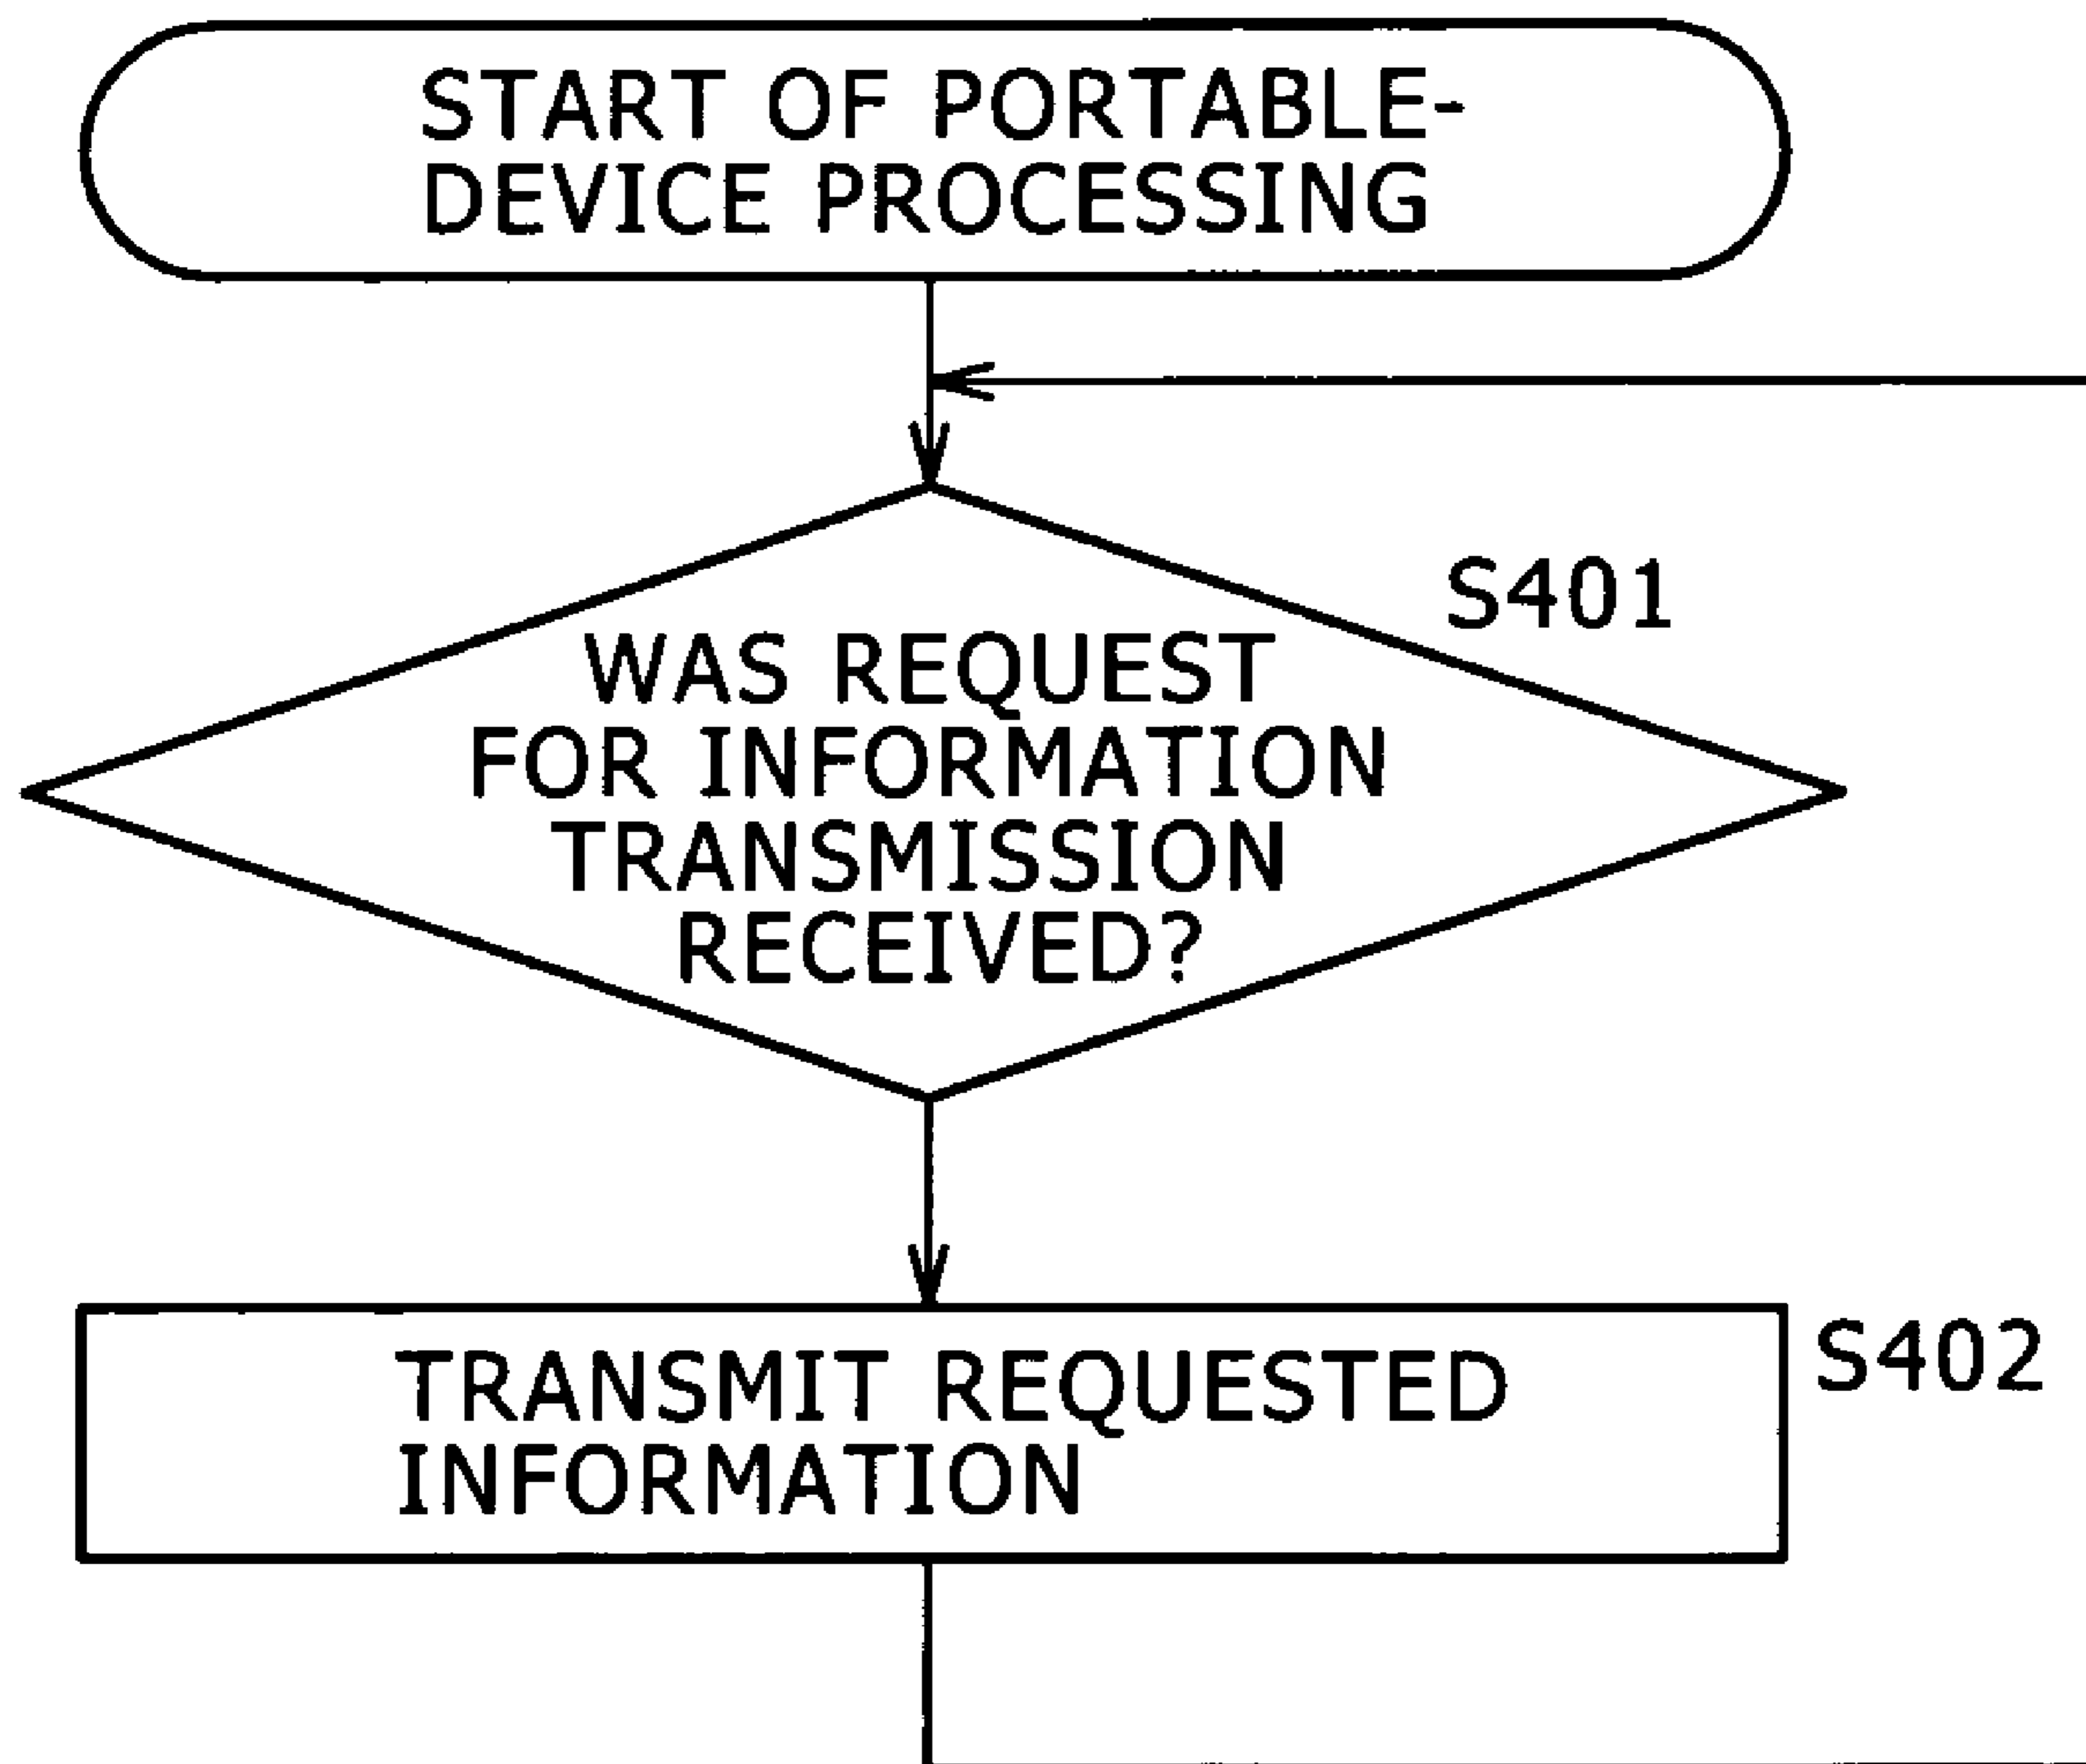 START OF PORTABLE-
DEVICE PROCESSING
S401
WAS REQUEST
FOR INFORMATION
TRANSMISSION
RECEIVED?
S402
TRANSMIT REQUESTED
INFORMATION